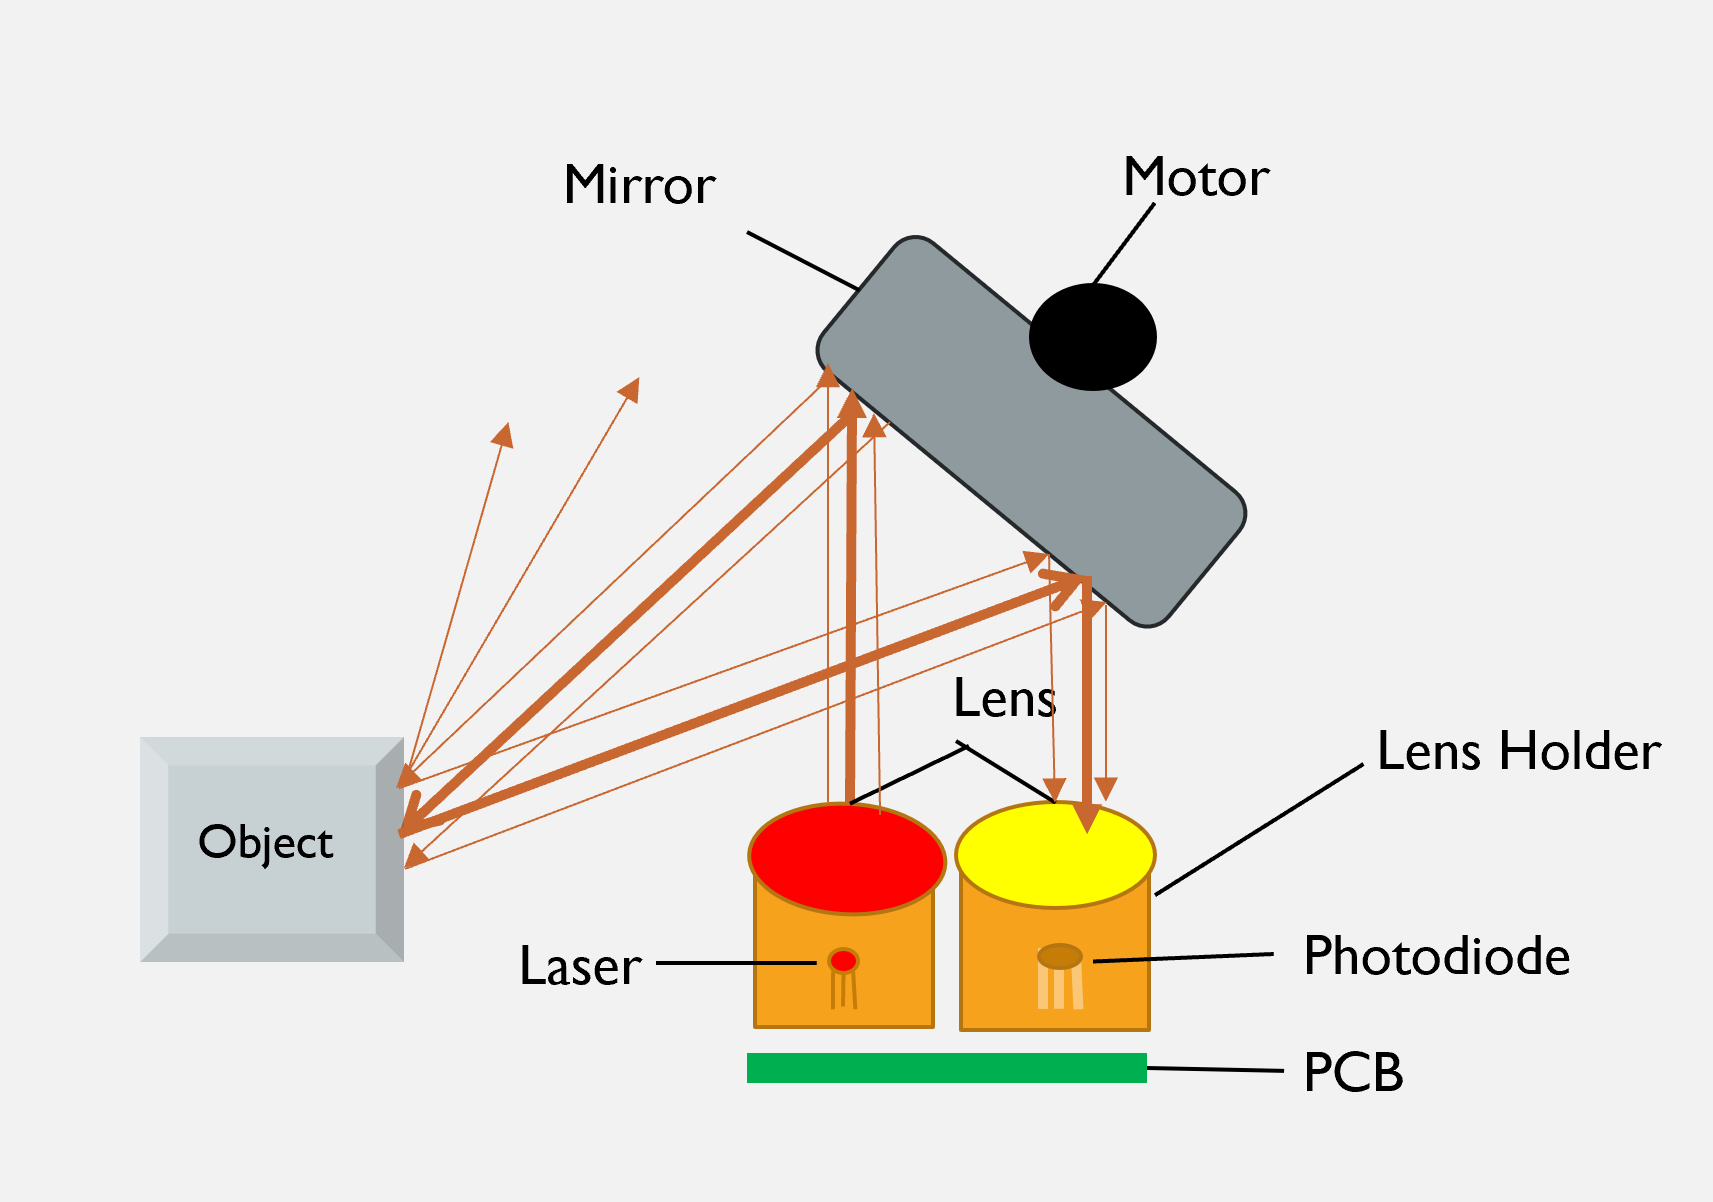 Mirror
Motor
Lens
Lens Holder
Object
Laser
Photodiode
PCB